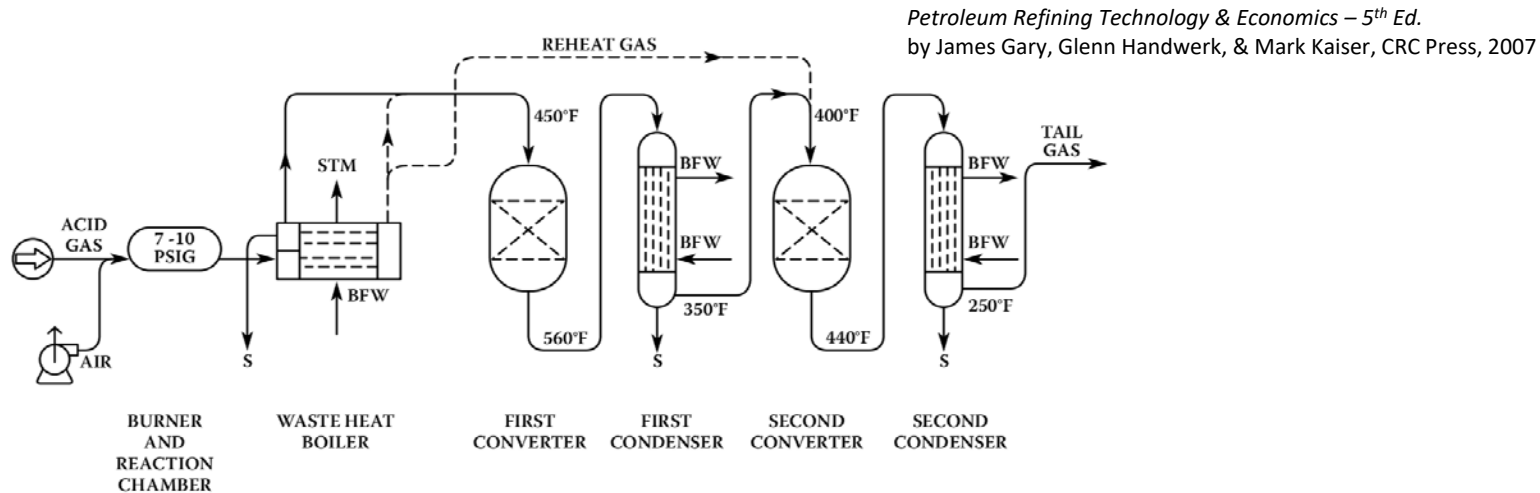 Petroleum Refining Technology & Economics – 5th Ed.
by James Gary, Glenn Handwerk, & Mark Kaiser, CRC Press, 2007
REHEAT GAS
450°F
400°F
TAIL
GAS
STM
BFW
BFW
ACID
GAS
7 -10
PSIG
BFW
BFW
BFW
350°F
250°F
560°F
440°F
AIR
S
S
S
BURNER
AND
REACTION
CHAMBER
WASTE HEAT
BOILER
FIRST
CONVERTER
FIRST
CONDENSER
SECOND
CONVERTER
SECOND
CONDENSER